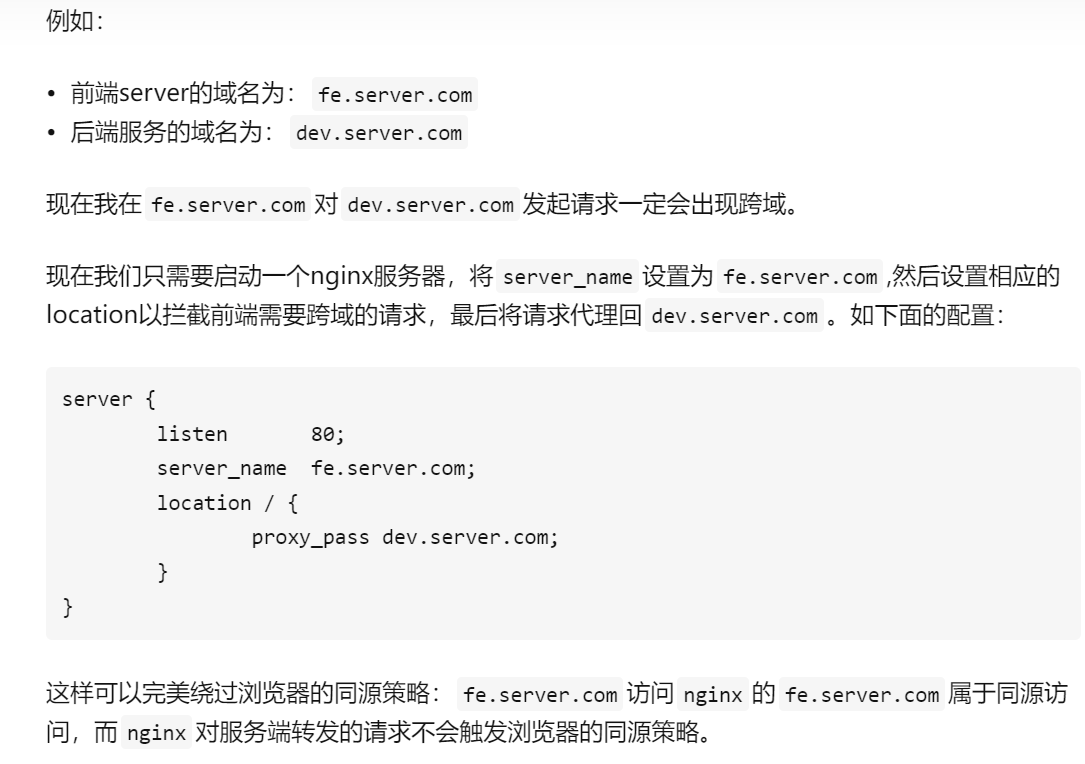 例如：
• 前端server的域名为： fe.server.com
• 后端服务的域名为： dev.server.com
现在我在 fe.server.com 对 dev.server.com 发起请求一定会出现跨域。
现在我们只需要启动一个nginx服务器，将 server_name 设置为 fe.server.com ,然后设置相应的
location以拦截前端需要跨域的请求，最后将请求代理回 dev.server.com 。如下面的配置：
server {
        listen       80;
        server_name  fe.server.com;
        location / {
                proxy_pass dev.server.com;
        }
}
这样可以完美绕过浏览器的同源策略： fe.server.com 访问 nginx 的 fe.server.com 属于同源访
问，而 nginx 对服务端转发的请求不会触发浏览器的同源策略。